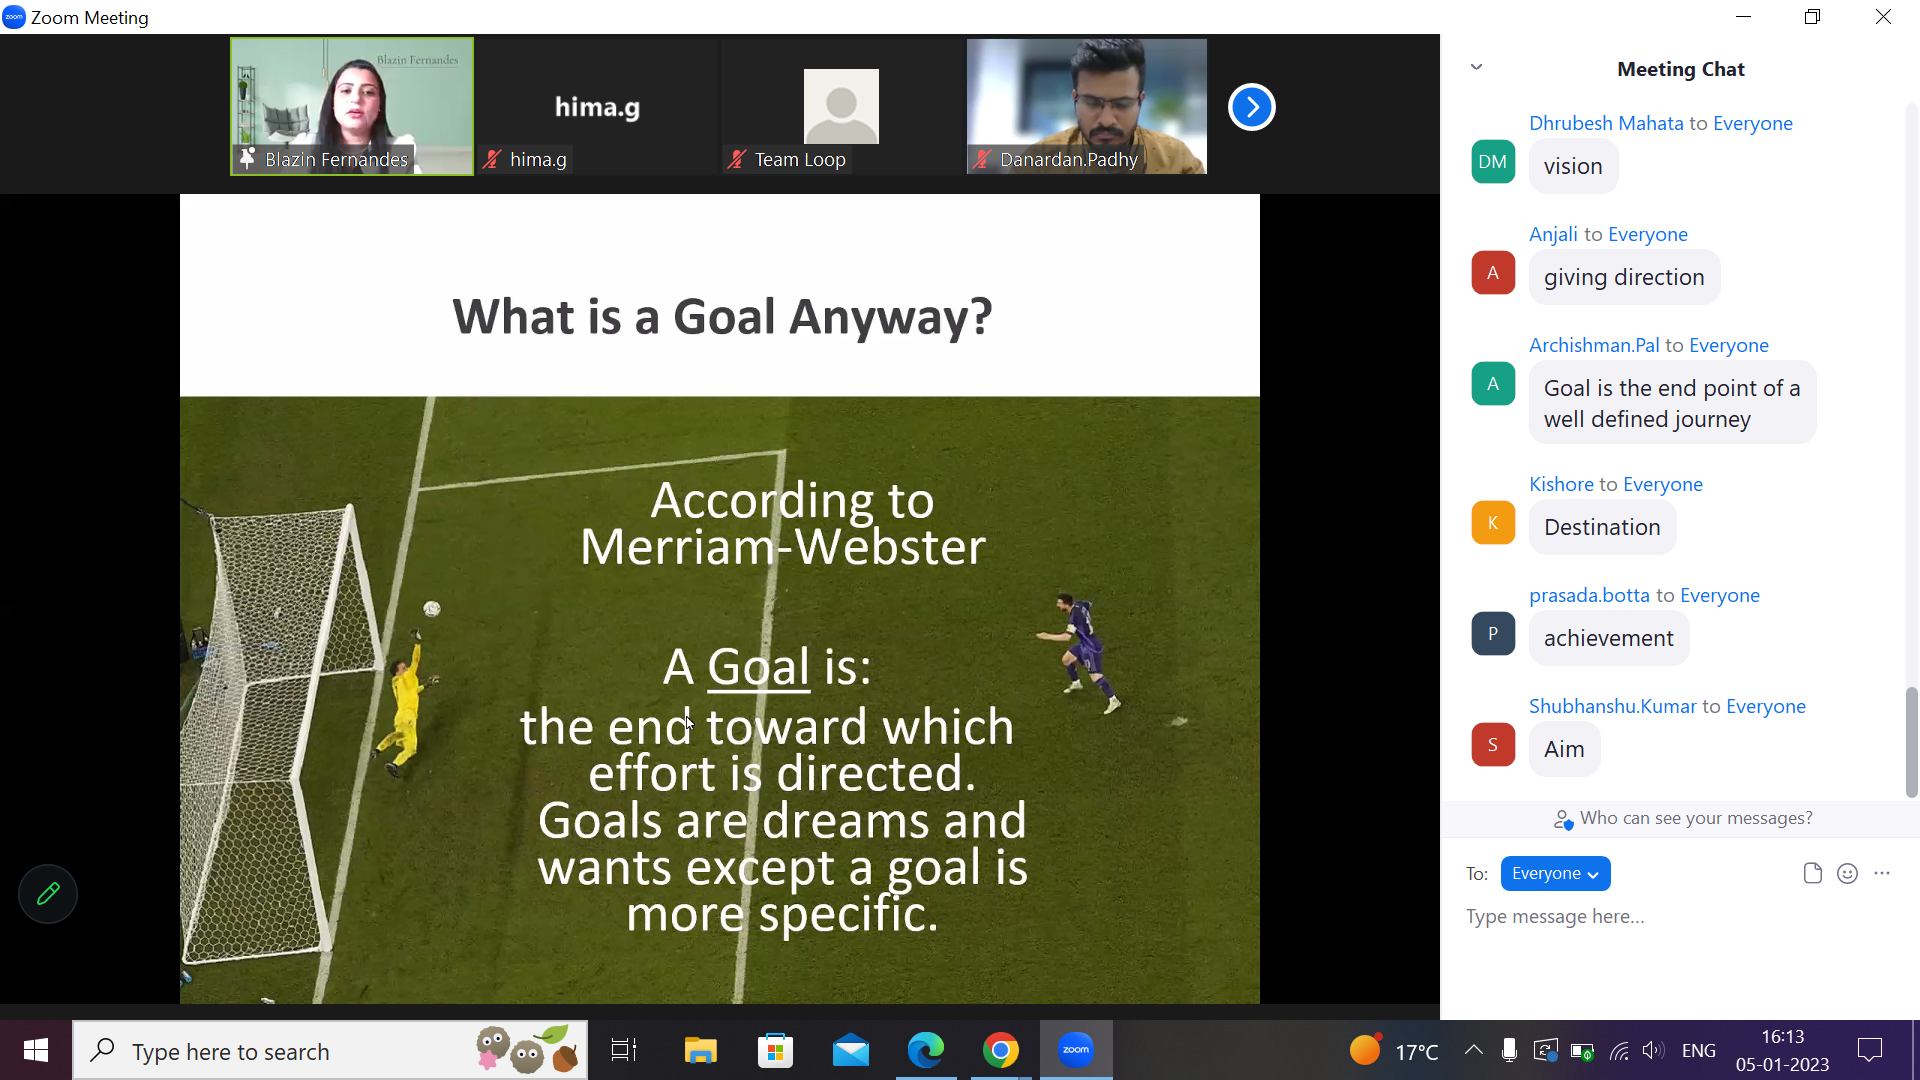 zoom
Zoom Meeting
Blazin Fernandes
Blazin Fernandes
hima.g
hima.g
Team Loop
Danardan.Padhy
What is a Goal Anyway?
According to
Merriam-Webster
A Goal is:
the end toward which
effort is directed.
Goals are dreams and
wants except a goal is
more specific.
Meeting Chat
Dhrubesh Mahata to Everyone
DM
vision
Anjali to Everyone
A
giving direction
Archishman.Pal to Everyone
A
Goal is the end point of a
well defined journey
Kishore to Everyone
K
Destination
prasada.botta to Everyone
P
achievement
Shubhanshu.Kumar to Everyone
S
Aim
Who can see your messages?
To: Everyone
Type message here...
Type here to search
zoom
17°C
ENG
16:13
05-01-2023